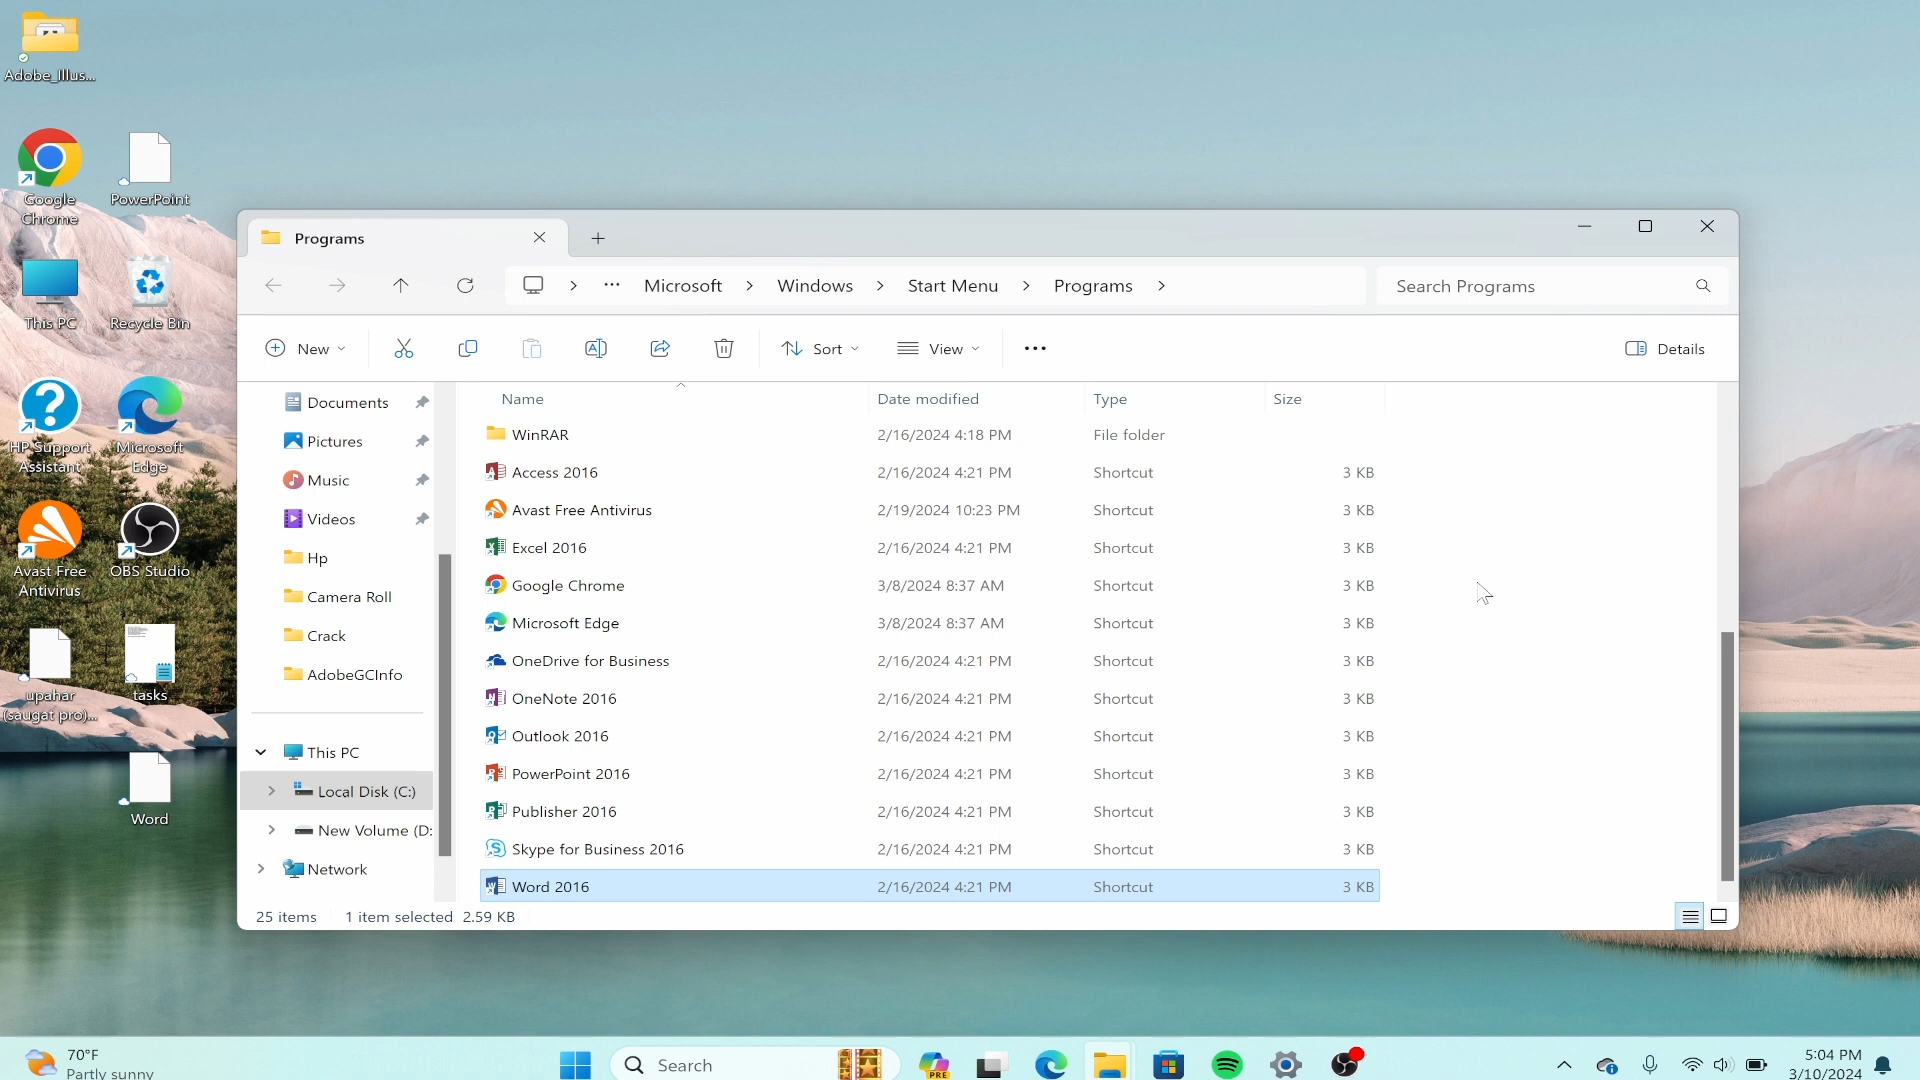 Adobe_Illus...
Google
Chrome
PowerPoint
This PC
Recycle Bin
HP Support
Assistant
Microsoft
Edge
Avast Free
Antivirus
OBS Studio
upahar
(saugat pro)...
tasks
Word
Programs
Microsoft > Windows > Start Menu > Programs >
Search Programs
New
Sort
View
Details
Documents
Pictures
Music
Videos
Hp
Camera Roll
Crack
AdobeGCInfo
This PC
Local Disk (C:)
New Volume (D:
Network
Name Date modified Type Size
WinRAR 2/16/2024 4:18 PM File folder
Access 2016 2/16/2024 4:21 PM Shortcut 3 KB
Avast Free Antivirus 2/19/2024 10:23 PM Shortcut 3 KB
Excel 2016 2/16/2024 4:21 PM Shortcut 3 KB
Google Chrome 3/8/2024 8:37 AM Shortcut 3 KB
Microsoft Edge 3/8/2024 8:37 AM Shortcut 3 KB
OneDrive for Business 2/16/2024 4:21 PM Shortcut 3 KB
OneNote 2016 2/16/2024 4:21 PM Shortcut 3 KB
Outlook 2016 2/16/2024 4:21 PM Shortcut 3 KB
PowerPoint 2016 2/16/2024 4:21 PM Shortcut 3 KB
Publisher 2016 2/16/2024 4:21 PM Shortcut 3 KB
Skype for Business 2016 2/16/2024 4:21 PM Shortcut 3 KB
Word 2016 2/16/2024 4:21 PM Shortcut 3 KB
25 items 1 item selected 2.59 KB
70°F
Partly sunny
Search
PRE
5:04 PM
3/10/2024